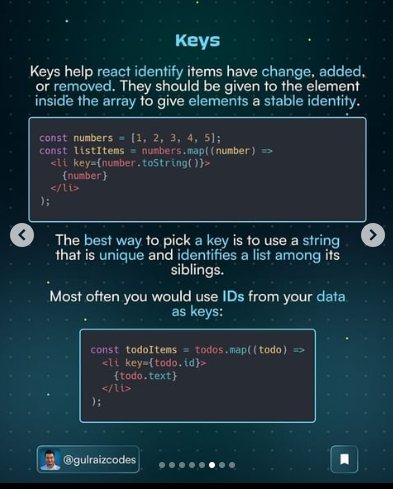 Keys
Keys help react identify items have change, added,
or removed. They should be given to the element
inside the array to give elements a stable identity.
const numbers = [1, 2, 3, 4, 5];
const listItems = numbers.map((number) =>
<li key={number.toString()}>
{number}
</li>
);
The best way to pick a key is to use a string
that is unique and identifies a list among its
siblings.
Most often you would use IDs from your data
as keys:
const todoItems = todos.map((todo) =>
<li key={todo.id}>
{todo.text}
</li>
);
@gulraizcodes